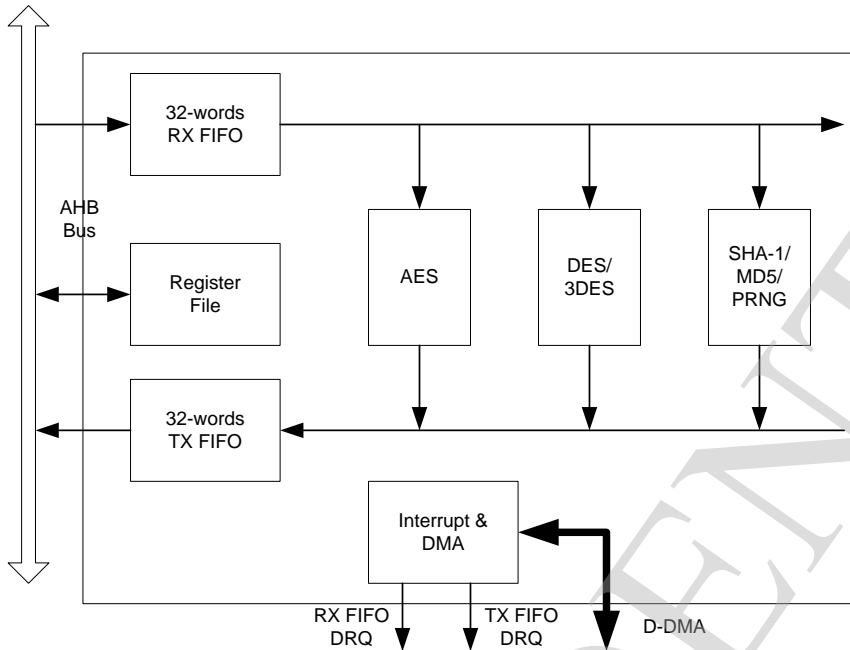 32-words
RX FIFO
AHB
Bus
Register
File
AES
DES/
3DES
SHA-1/
MD5/
PRNG
32-words
TX FIFO
Interrupt &
DMA
RX FIFO
DRQ
TX FIFO
DRQ
D-DMA